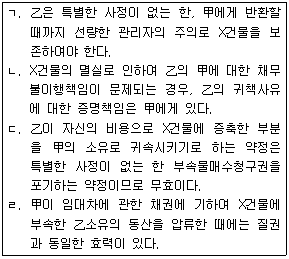 ㄱ. 乙은 특별한 사정이 없는 한, 甲에게 반환할
때까지 선량한 관리자의 주의로 X건물을 보
존하여야 한다.
ㄴ. X건물의 멸실로 인하여 乙의 甲에 대한 채무
불이행책임이 문제되는 경우, 乙의 귀책사유
에 대한 증명책임은 甲에게 있다.
ㄷ. 乙이 자신의 비용으로 X건물에 증축한 부분
을 甲의 소유로 귀속시키기로 하는 약정은
특별한 사정이 없는 한 부속물매수청구권을
포기하는 약정이므로 무효이다.
ㄹ. 甲이 임대차에 관한 채권에 기하여 X건물에
부속한 乙소유의 동산을 압류한 때에는 질권
과 동일한 효력이 있다.